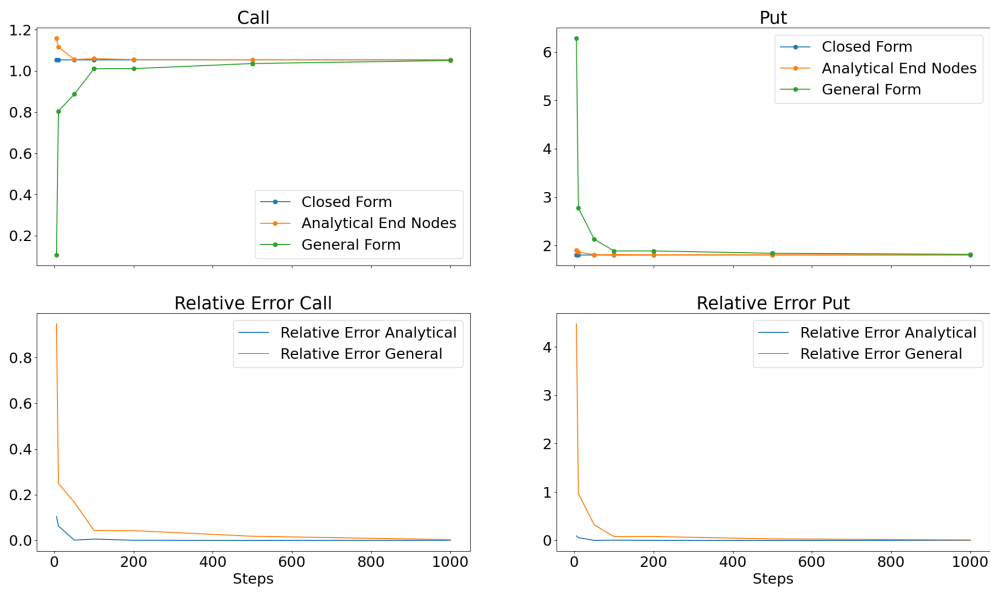 Call
1.2
1.0
0.8
0.6
0.4
0.2
Closed Form
Analytical End Nodes
General Form
Put
6
5
4
3
2
Closed Form
Analytical End Nodes
General Form
Relative Error Call
0.8
0.6
0.4
0.2
0.0
Relative Error Analytical
Relative Error General
0 200 400 600 800 1000
Steps
Relative Error Put
4
3
2
1
0
Relative Error Analytical
Relative Error General
0 200 400 600 800 1000
Steps